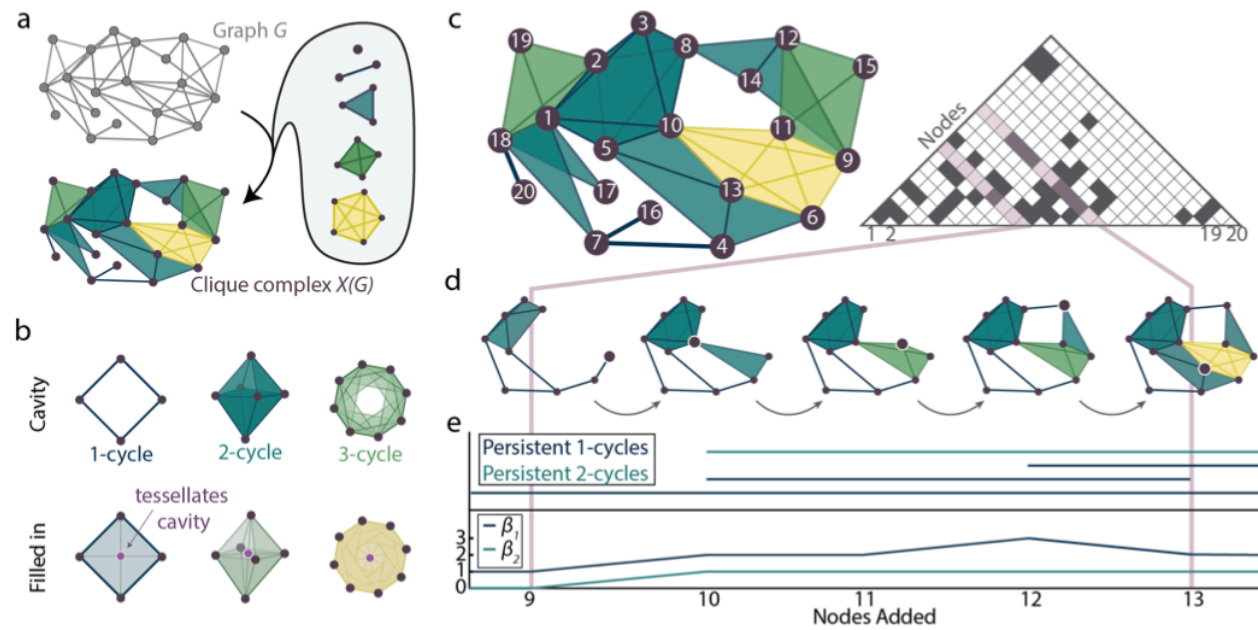 a
Graph G
Clique complex X(G)
b
Cavity
1-cycle
2-cycle
3-cycle
tessellates
cavity
Filled in
c
3
19
2
8
12
15
14
1
10
11
18
5
9
20
17
13
16
6
7
4
Nodes
1 2
19 20
d
e
Persistent 1-cycles
Persistent 2-cycles
β₁
β₂
3
2
1
0
9
10
11
12
13
Nodes Added